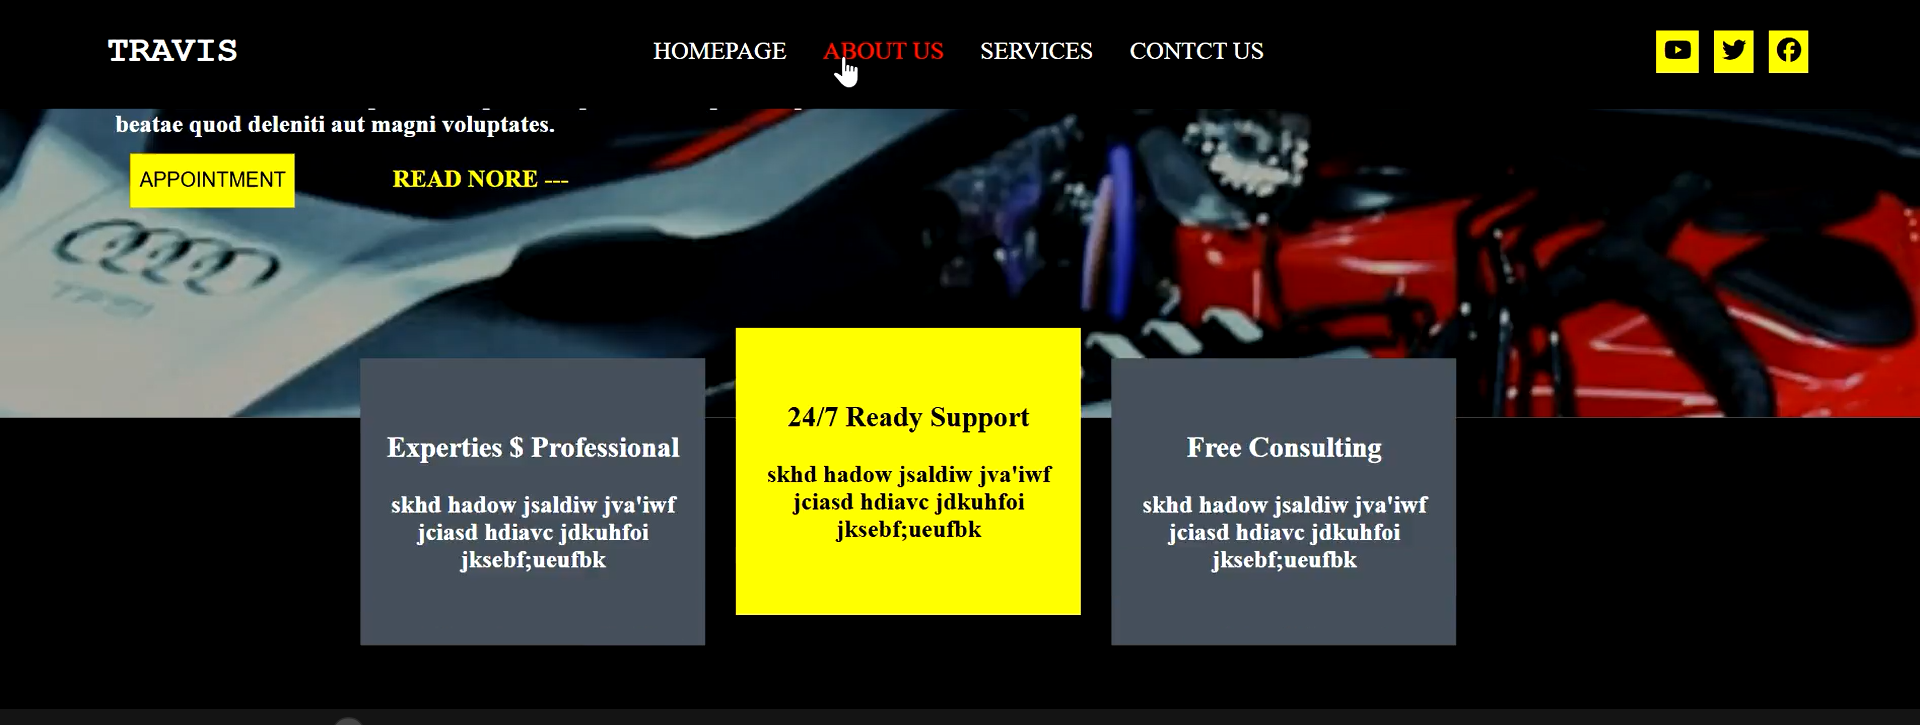 TRAVIS
HOMEPAGE ABOUT US SERVICES CONTCT US
beatae quod deleniti aut magni voluptates.
APPOINTMENT
READ NORE ---
Experties $ Professional
skhd hadow jsaldiw jva'iwf
jciasd hdiavc jdkuhfoi
jksebf;ueufbk
24/7 Ready Support
skhd hadow jsaldiw jva'iwf
jciasd hdiavc jdkuhfoi
jksebf;ueufbk
Free Consulting
skhd hadow jsaldiw jva'iwf
jciasd hdiavc jdkuhfoi
jksebf;ueufbk